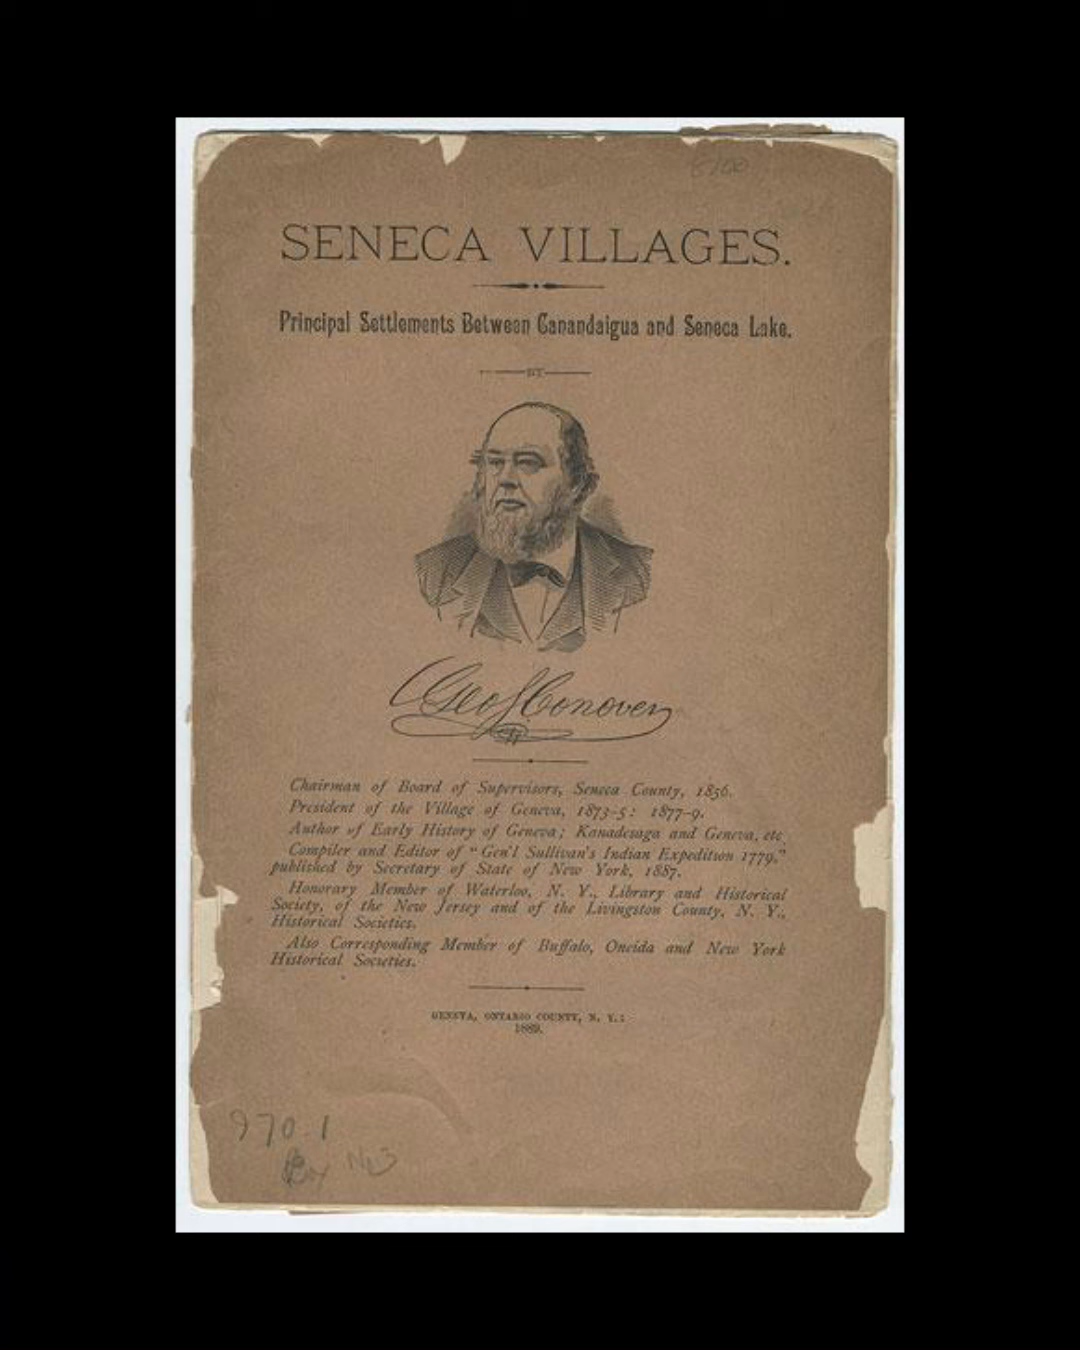 SENECA VILLAGES.
Principal Settlements Between Canandaigua and Seneca Lake.
BY
Geo S Conover
Chairman of Board of Supervisors, Seneca County, 1856.
President of the Village of Geneva, 1873-5: 1877-9.
Author of Early History of Geneva; Kanadesaga and Geneva, etc
Compiler and Editor of "Gen'l Sullivan's Indian Expedition 1779,"
published by Secretary of State of New York, 1887.
Honorary Member of Waterloo, N. Y., Library and Historical
Society, of the New Jersey and of the Livingston County, N. Y.,
Historical Societies.
Also Corresponding Member of Buffalo, Oneida and New York
Historical Societies.
GENEVA, ONTARIO COUNTY, N. Y.:
1889.
970.1
Box No 3